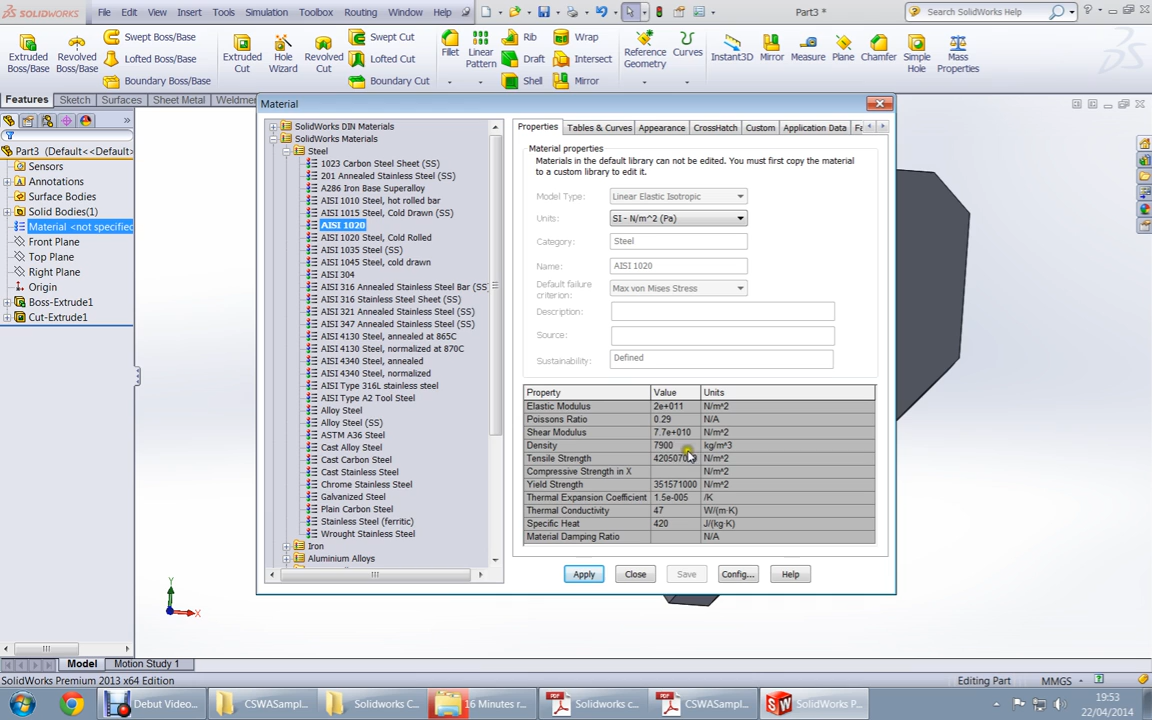 SOLIDWORKS File Edit View Insert Tools Simulation Toolbox Routing Window Help Part3 * Search SolidWorks Help
Extruded Boss/Base
Revolved Boss/Base
Swept Boss/Base
Lofted Boss/Base
Boundary Boss/Base
Extruded Cut
Hole Wizard
Revolved Cut
Swept Cut
Lofted Cut
Boundary Cut
Fillet
Linear Pattern
Rib
Draft
Shell
Wrap
Intersect
Mirror
Reference Geometry
Curves
Instant3D
Mirror
Measure
Plane
Chamfer
Simple Hole
Mass Properties
Features Sketch Surfaces Sheet Metal Weldme
Part3 (Default<<Default>
Sensors
Annotations
Surface Bodies
Solid Bodies(1)
Material <not specified
Front Plane
Top Plane
Right Plane
Origin
Boss-Extrude1
Cut-Extrude1
Material
SolidWorks DIN Materials
SolidWorks Materials
Steel
1023 Carbon Steel Sheet (SS)
201 Annealed Stainless Steel (SS)
A286 Iron Base Superalloy
AISI 1010 Steel, hot rolled bar
AISI 1015 Steel, Cold Drawn (SS)
AISI 1020
AISI 1020 Steel, Cold Rolled
AISI 1035 Steel (SS)
AISI 1045 Steel, cold drawn
AISI 304
AISI 316 Annealed Stainless Steel Bar (SS)
AISI 316 Stainless Steel Sheet (SS)
AISI 321 Annealed Stainless Steel (SS)
AISI 347 Annealed Stainless Steel (SS)
AISI 4130 Steel, annealed at 865C
AISI 4130 Steel, normalized at 870C
AISI 4340 Steel, annealed
AISI 4340 Steel, normalized
AISI Type 316L stainless steel
AISI Type A2 Tool Steel
Alloy Steel
Alloy Steel (SS)
ASTM A36 Steel
Cast Alloy Steel
Cast Carbon Steel
Cast Stainless Steel
Chrome Stainless Steel
Galvanized Steel
Plain Carbon Steel
Stainless Steel (ferritic)
Wrought Stainless Steel
Iron
Aluminium Alloys
Properties Tables & Curves Appearance CrossHatch Custom Application Data Fa
Material properties
Materials in the default library can not be edited. You must first copy the material
to a custom library to edit it.
Model Type: Linear Elastic Isotropic
Units: SI - N/m^2 (Pa)
Category: Steel
Name: AISI 1020
Default failure criterion: Max von Mises Stress
Description:
Source:
Sustainability: Defined
Property Value Units
Elastic Modulus 2e+011 N/m^2
Poissons Ratio 0.29 N/A
Shear Modulus 7.7e+010 N/m^2
Density 7900 kg/m^3
Tensile Strength N/m^2
Compressive Strength in X N/m^2
Yield Strength 351571000 N/m^2
Thermal Expansion Coefficient 1.5e-005 /K
Thermal Conductivity 47 W/(m·K)
Specific Heat 420 J/(kg·K)
Material Damping Ratio N/A
Apply Close Save Config... Help
Y
X
Model Motion Study 1
SolidWorks Premium 2013 x64 Edition Editing Part MMGS
Debut Video... CSWASampl... Solidworks C... 16 Minutes r... Solidworks c... CSWASampl... SolidWorks P...
19:53
22/04/2014